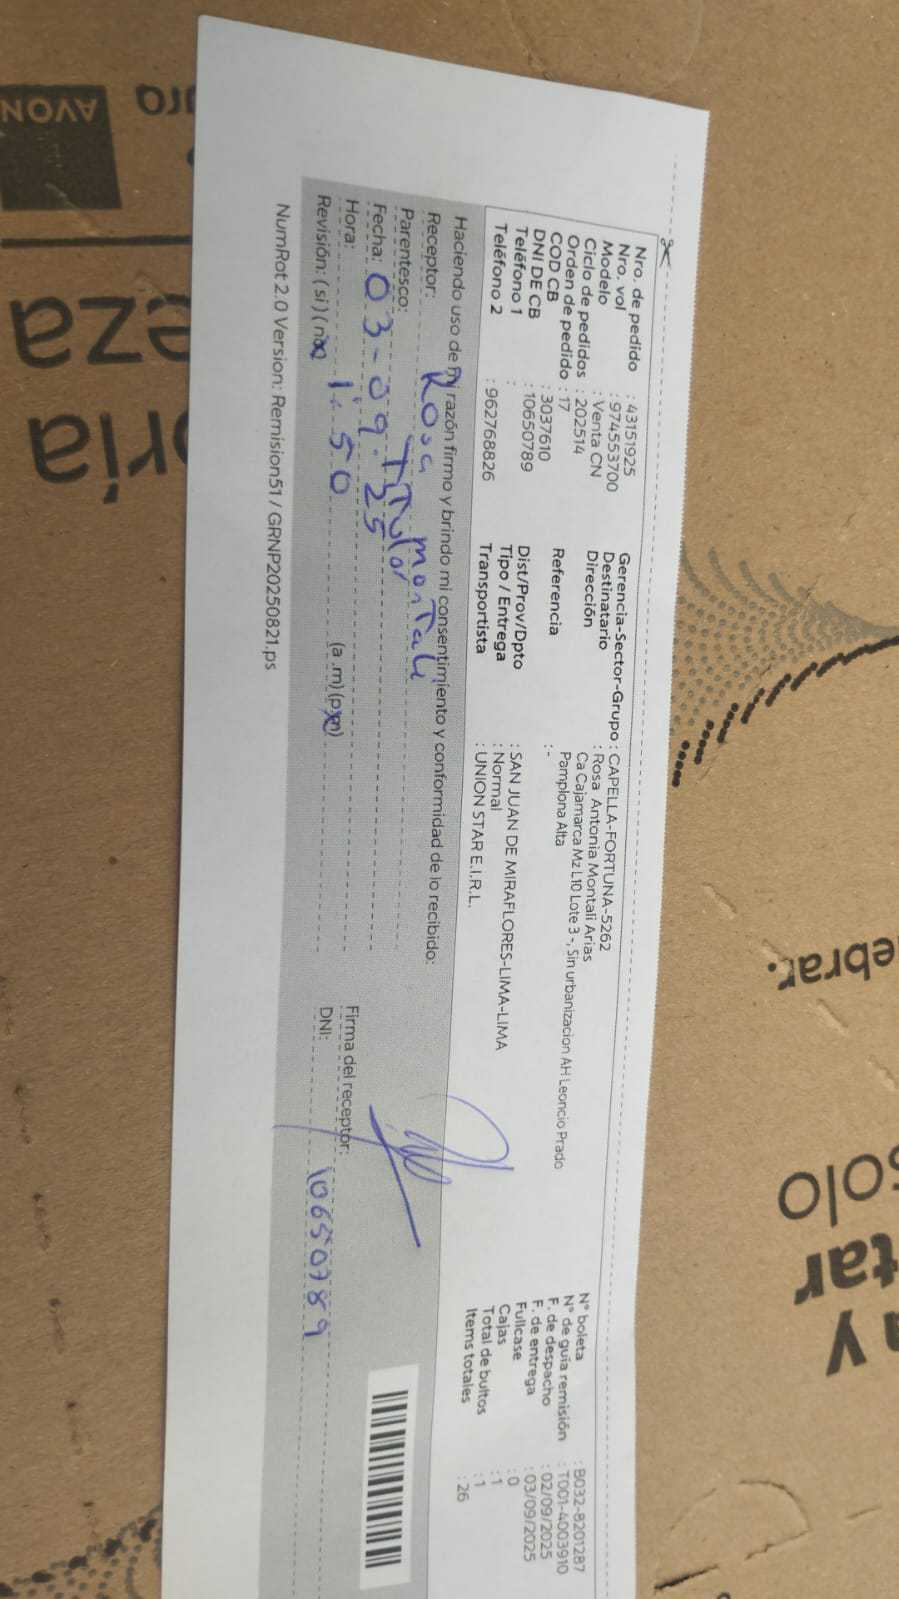 Nro. de pedido : 43151925
Nro. vol : 974553700
Modelo : Venta CN
Ciclo de pedidos : 202514
Orden de pedido : 17
COD CB : 3037610
DNI DE CB : 10650789
Teléfono 1 :
Teléfono 2 : 962768826
Gerencia-Sector-Grupo : CAPELLA-FORTUNA-5262
Destinatario : Rosa Antonia Montali Arias
Dirección Ca Cajamarca Mz L10 Lote 3 -, Sin urbanizacion AH Leoncio Prado
Pamplona Alta
Referencia : -
Dist/Prov/Dpto : SAN JUAN DE MIRAFLORES-LIMA-LIMA
Tipo / Entrega : Normal
Transportista : UNION STAR E.I.R.L.
N° boleta : B032-8201287
N° de guia remisión : T001-4003910
F. de despacho : 02/09/2025
F. de entrega : 03/09/2025
Fullcase : 0
Cajas : 1
Total de bultos : 1
Items totales : 26
Haciendo uso de mi razón firmo y brindo mi consentimiento y conformidad de lo recibido:
Receptor: Rosa montali
Parentesco: TiTular
Fecha: 03-09-25
Hora: 1:50 (a.m) (p.m)
Revisión: (si) (no)
Firma del receptor:
DNI: 10650789
NumRot 2.0 Version: Remision51 / GRNP20250821.ps
AVON
oria
eza
ebrar.
solo
tar
y